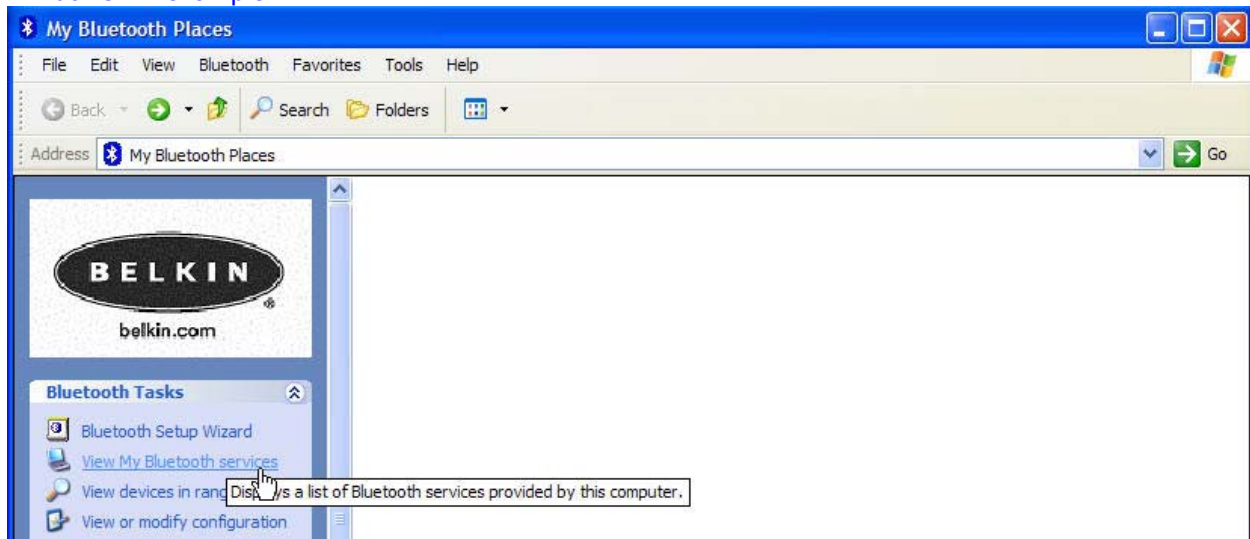 My Bluetooth Places
File Edit View Bluetooth Favorites Tools Help
Back Search Folders
Address My Bluetooth Places Go
BELKIN
®
belkin.com
Bluetooth Tasks
Bluetooth Setup Wizard
View My Bluetooth services
View devices in rang
Displays a list of Bluetooth services provided by this computer.
View or modify configuration